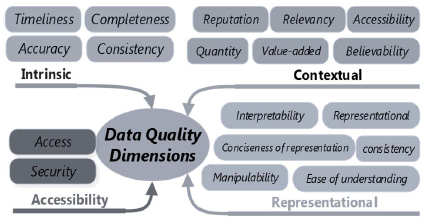 Timeliness Completeness
Accuracy Consistency
Intrinsic
Reputation Relevancy Accessibility
Quantity Value-added Believability
Contextual
Data Quality
Dimensions
Access
Security
Accessibility
Interpretability Representational
Conciseness of representation consistency
Manipulability Ease of understanding
Representational